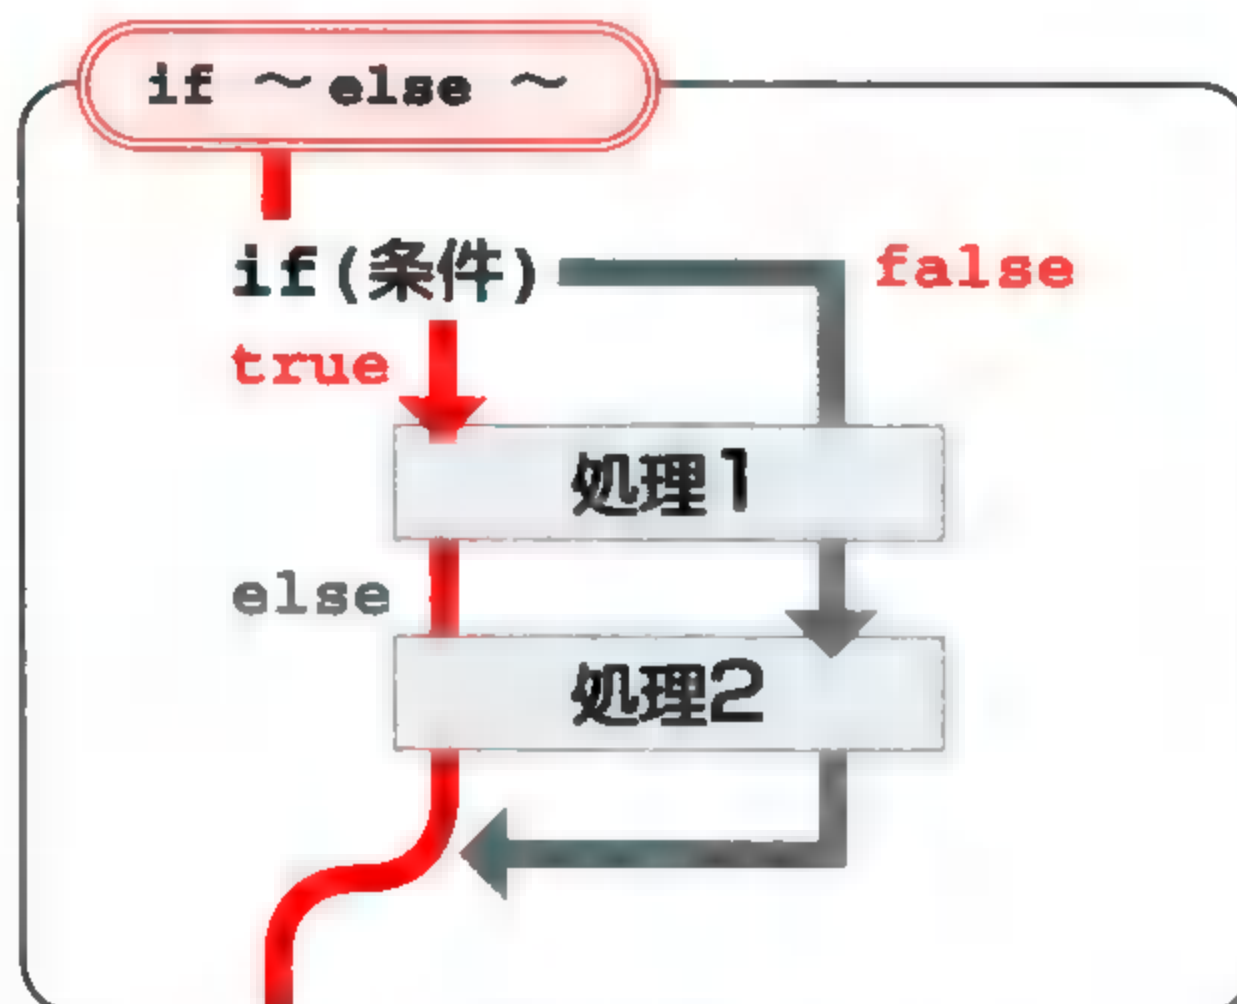 if ～ else ～
if(条件)
false
true
処理1
else
処理2